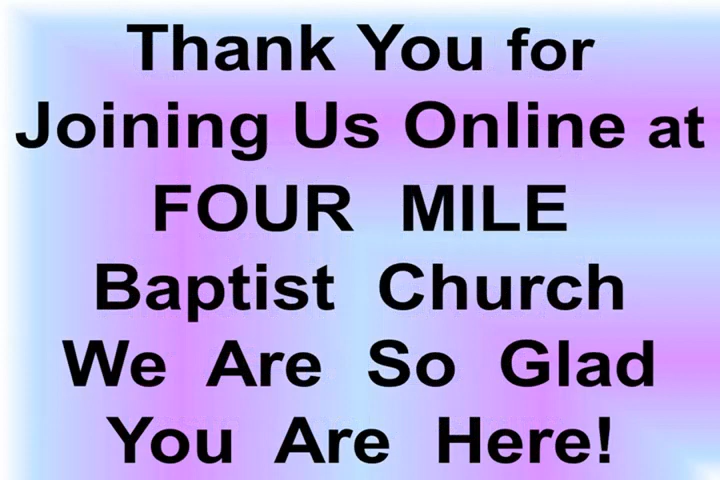 Thank You for
Joining Us Online at
FOUR MILE
Baptist Church
We Are So Glad
You Are Here!